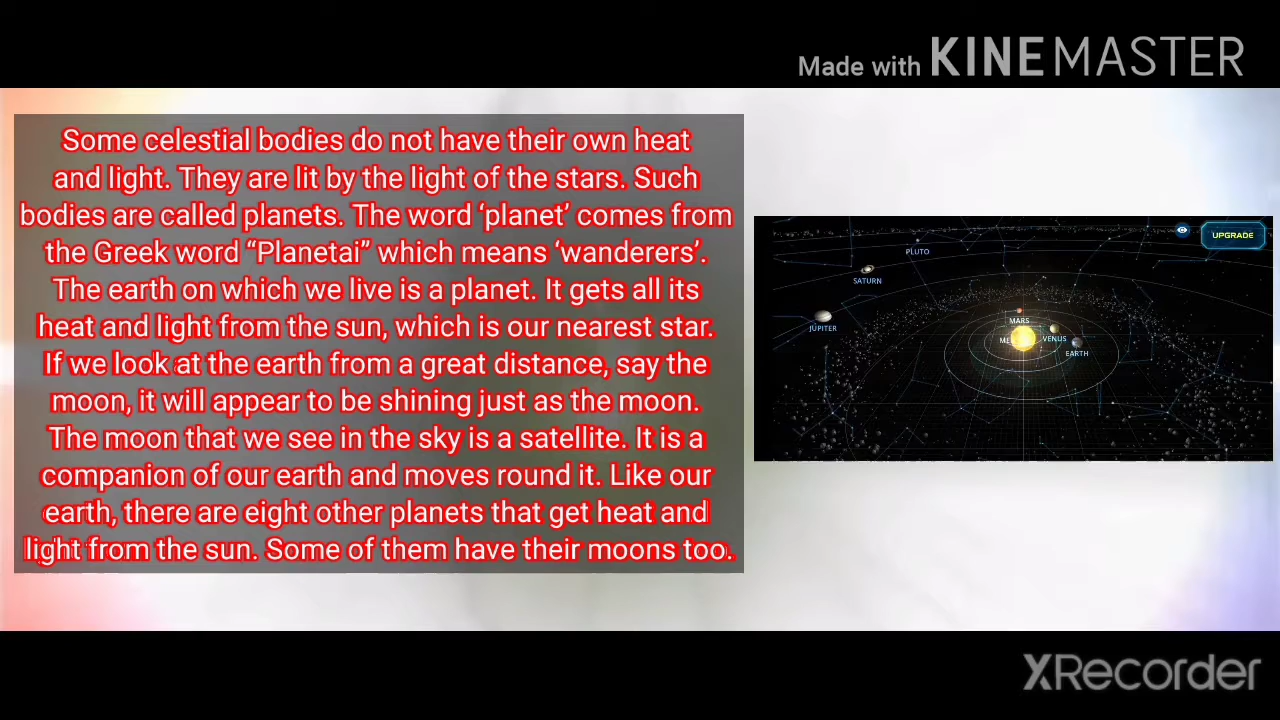 Made with KINEMASTER
Some celestial bodies do not have their own heat
and light. They are lit by the light of the stars. Such
bodies are called planets. The word ‘planet’ comes from
the Greek word “Planetai” which means ‘wanderers’.
The earth on which we live is a planet. It gets all its
heat and light from the sun, which is our nearest star.
If we look at the earth from a great distance, say the
moon, it will appear to be shining just as the moon.
The moon that we see in the sky is a satellite. It is a
companion of our earth and moves round it. Like our
earth, there are eight other planets that get heat and
light from the sun. Some of them have their moons too.
UPGRADE
PLUTO
SATURN
JUPITER
MARS
VENUS
EARTH
XRecorder